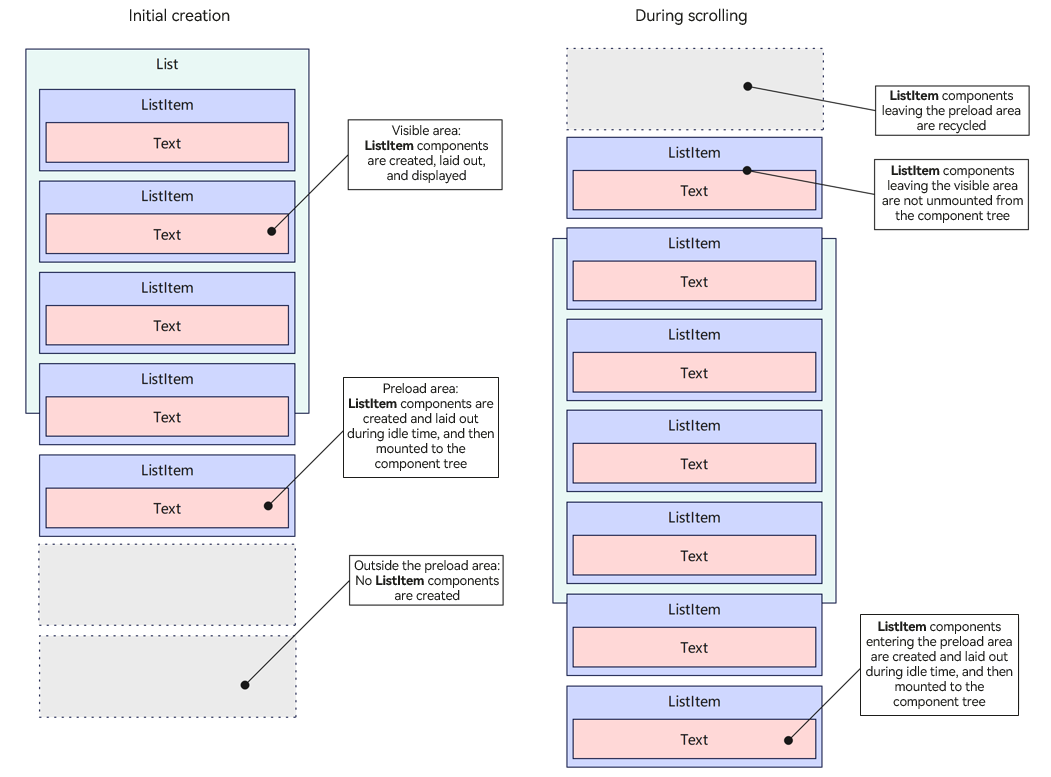 Initial creation
List
ListItem
Text
ListItem
Text
ListItem
Text
ListItem
Text
ListItem
Text
Visible area:
ListItem components
are created, laid out,
and displayed
Preload area:
ListItem components are
created and laid out
during idle time, and then
mounted to the
component tree
Outside the preload area:
No ListItem components
are created
During scrolling
ListItem
Text
ListItem
Text
ListItem
Text
ListItem
Text
ListItem
Text
ListItem
Text
ListItem
Text
ListItem components
leaving the preload area
are recycled
ListItem components
leaving the visible area
are not unmounted from
the component tree
ListItem components
entering the preload area
are created and laid out
during idle time, and then
mounted to the
component tree